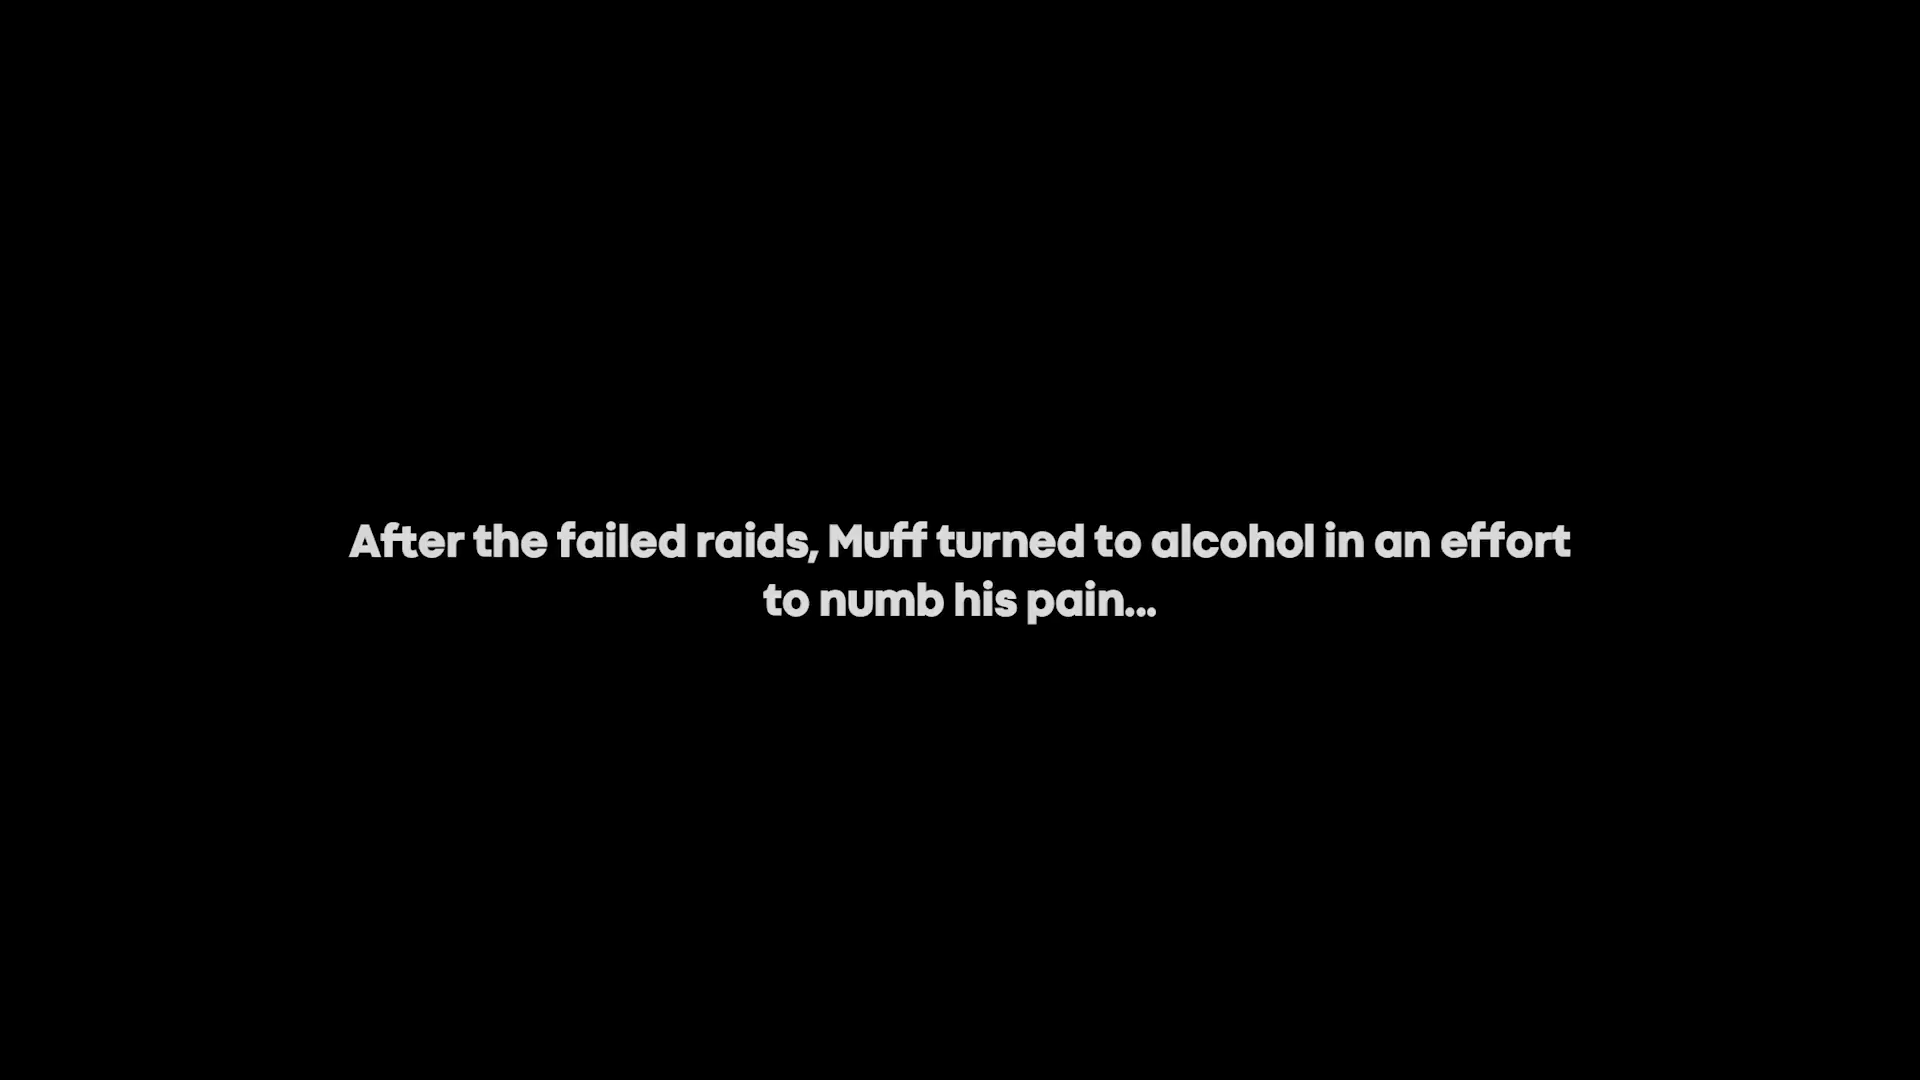 After the failed raids, Muff turned to alcohol in an effort
to numb his pain...